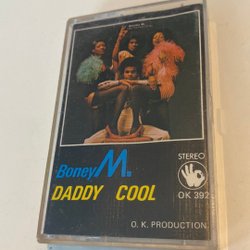 Boney M.
STEREO
DADDY COOL
OK 392
O. K. PRODUCTION